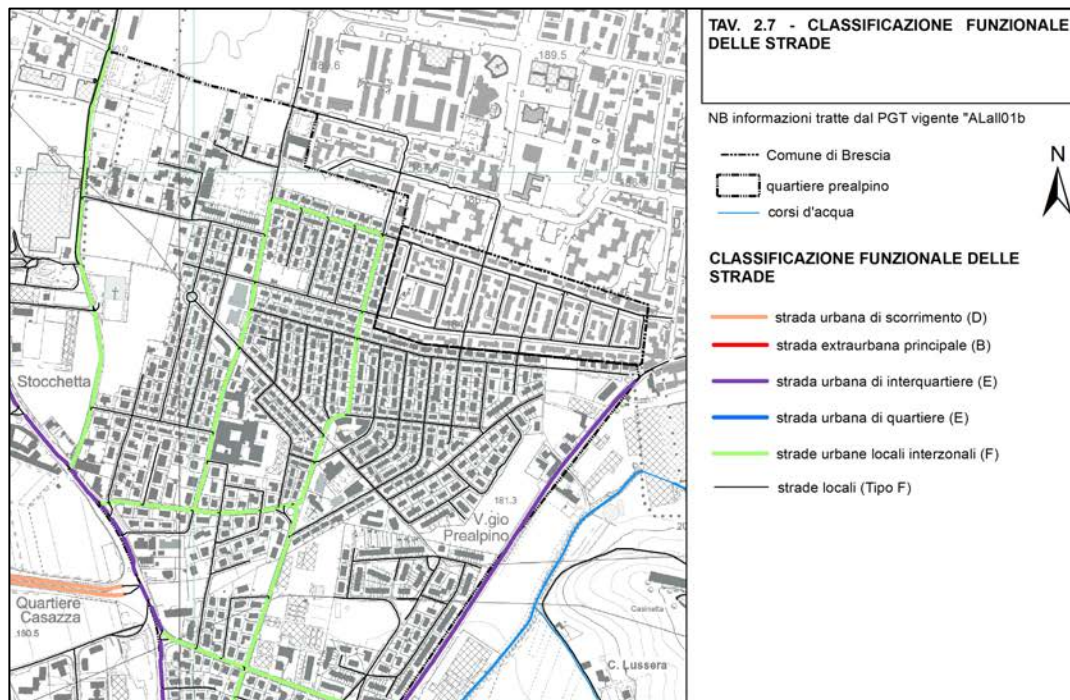 TAV. 2.7 - CLASSIFICAZIONE FUNZIONALE
DELLE STRADE
NB informazioni tratte dal PGT vigente "ALall01b
Comune di Brescia
quartiere prealpino
corsi d'acqua
N
CLASSIFICAZIONE FUNZIONALE DELLE
STRADE
strada urbana di scorrimento (D)
strada extraurbana principale (B)
strada urbana di interquartiere (E)
strada urbana di quartiere (E)
strade urbane locali interzonali (F)
strade locali (Tipo F)
189.5
Stocchetta
181.3
V.gio
Prealpino
Quartiere
Casazza
180.5
Casinetta
C. Lussera